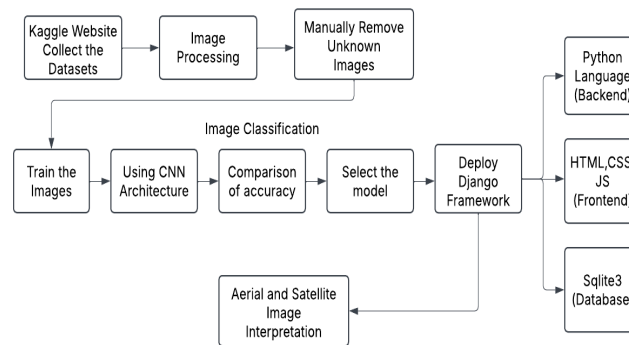 Kaggle Website
Collect the
Datasets
Image
Processing
Manually Remove
Unknown
Images
Image Classification
Train the
Images
Using CNN
Architecture
Comparison
of accuracy
Select the
model
Deploy
Django
Framework
Python
Language
(Backend)
HTML,CSS
JS
(Frontend)
Sqlite3
(Database
Aerial and Satellite
Image
Interpretation